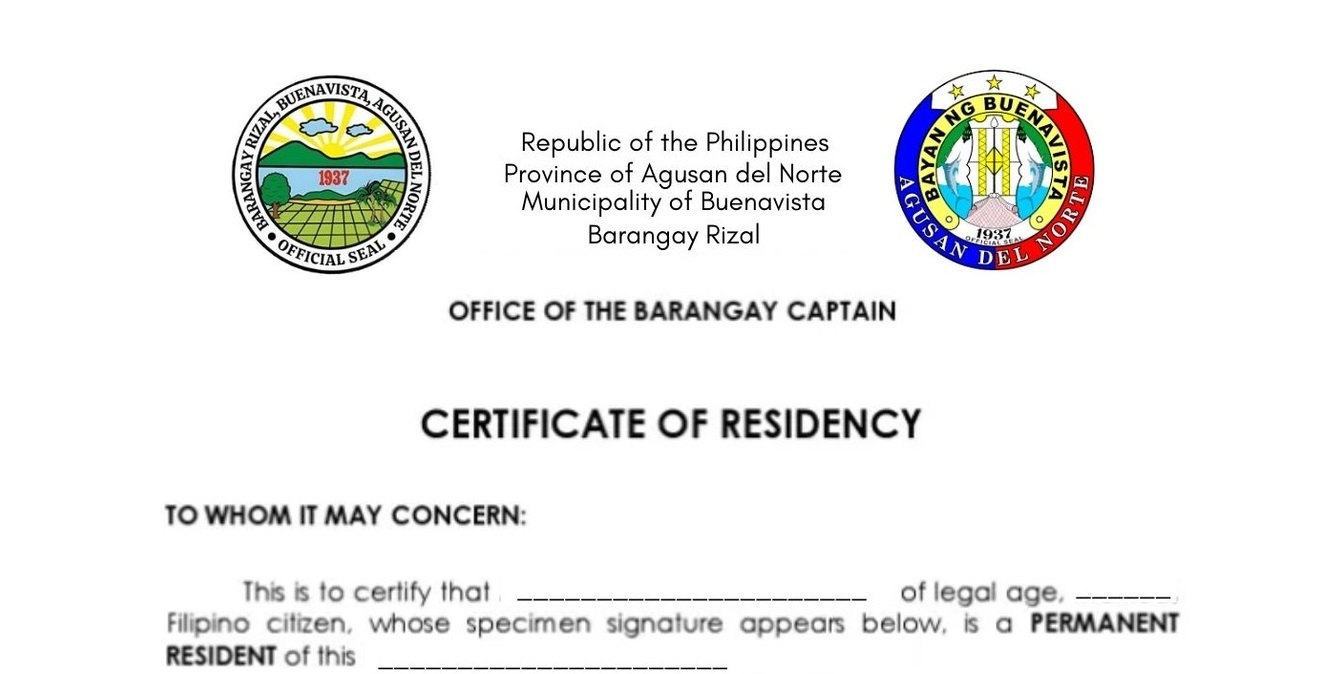 BARANGAY RIZAL, BUENAVISTA, AGUSAN DEL NORTE
1937
• OFFICIAL SEAL •
Republic of the Philippines
Province of Agusan del Norte
Municipality of Buenavista
Barangay Rizal
BAYAN NG BUENAVISTA
1937
OFFICIAL SEAL
AGUSAN DEL NORTE
OFFICE OF THE BARANGAY CAPTAIN
CERTIFICATE OF RESIDENCY
TO WHOM IT MAY CONCERN:
This is to certify that ______________________ of legal age, ______,
Filipino citizen, whose specimen signature appears below, is a PERMANENT
RESIDENT of this ______________________